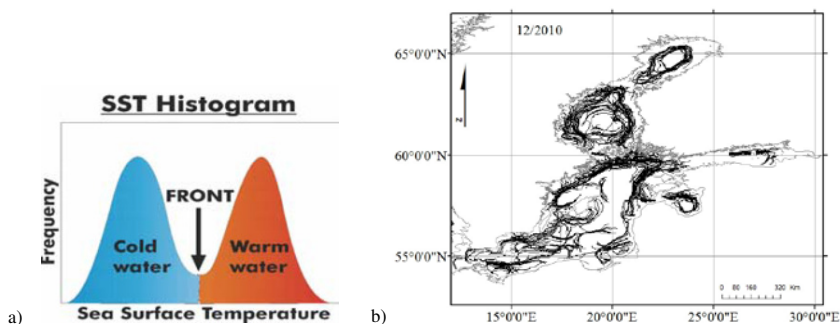 SST Histogram
Frequency
FRONT
Cold water
Warm water
Sea Surface Temperature
a)
12/2010
65°0'0"N
60°0'0"N
55°0'0"N
N
0 80 160 320 Km
15°0'0"E 20°0'0"E 25°0'0"E 30°0'0"E
b)